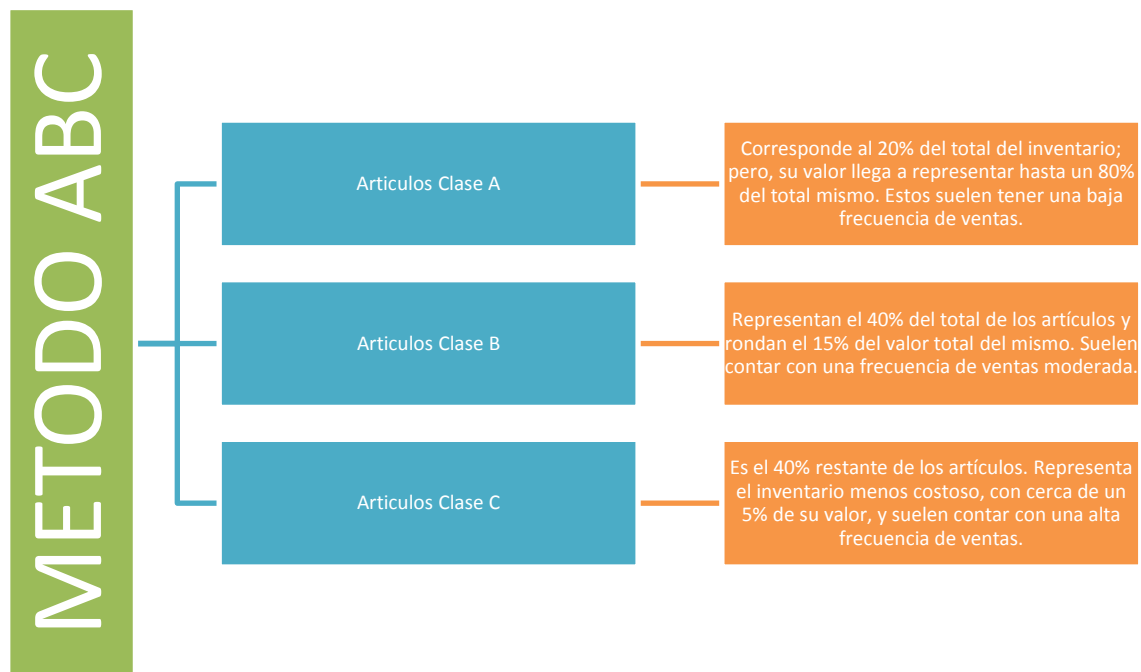 METODO ABC
Articulos Clase A
Corresponde al 20% del total del inventario;
pero, su valor llega a representar hasta un 80%
del total mismo. Estos suelen tener una baja
frecuencia de ventas.
Articulos Clase B
Representan el 40% del total de los artículos y
rondan el 15% del valor total del mismo. Suelen
contar con una frecuencia de ventas moderada.
Articulos Clase C
Es el 40% restante de los artículos. Representa
el inventario menos costoso, con cerca de un
5% de su valor, y suelen contar con una alta
frecuencia de ventas.